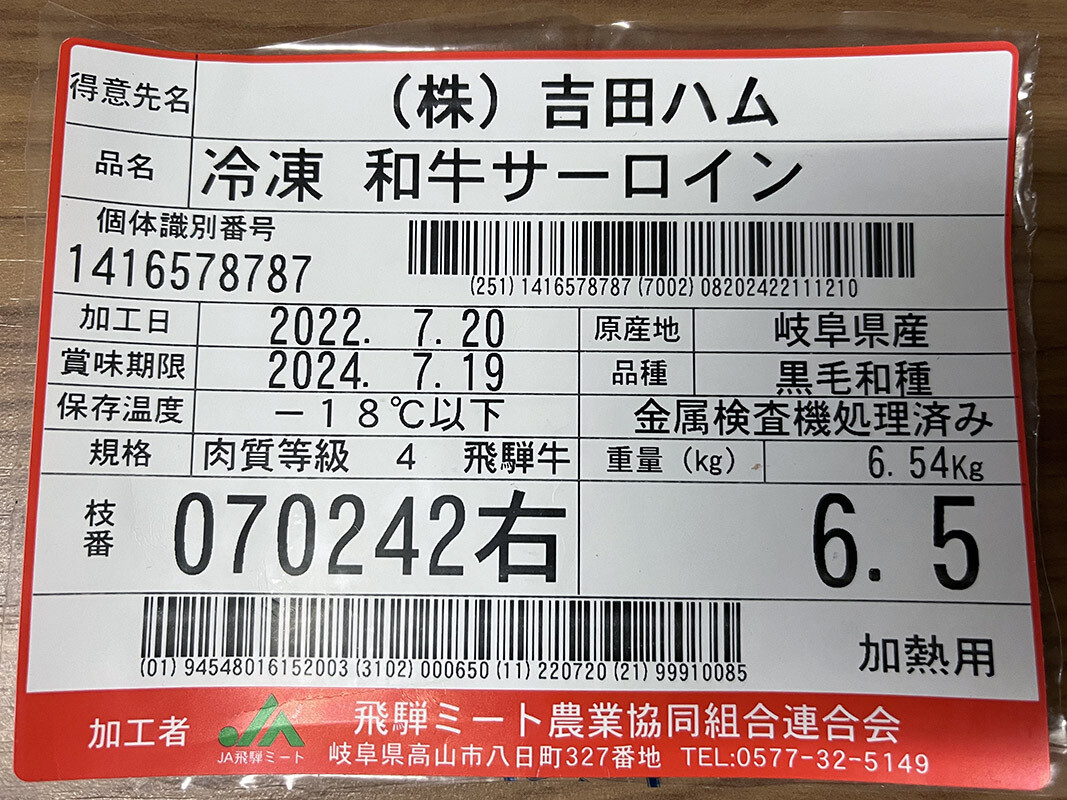 得意先名 （株）吉田ハム
品名 冷凍 和牛サーロイン
個体識別番号
1416578787
(251)1416578787(7002)08202422111210
加工日 2022. 7.20 原産地 岐阜県産
賞味期限 2024. 7.19 品種 黒毛和種
保存温度 －18℃以下 金属検査機処理済み
規格 肉質等級 4 飛騨牛 重量（kg） 6.54Kg
枝番 070242右 6.5
(01)94548016152003(3102)000650(11)220720(21)99910085
加熱用
加工者 JA飛騨ミート 飛騨ミート農業協同組合連合会
岐阜県高山市八日町327番地 TEL:0577-32-5149